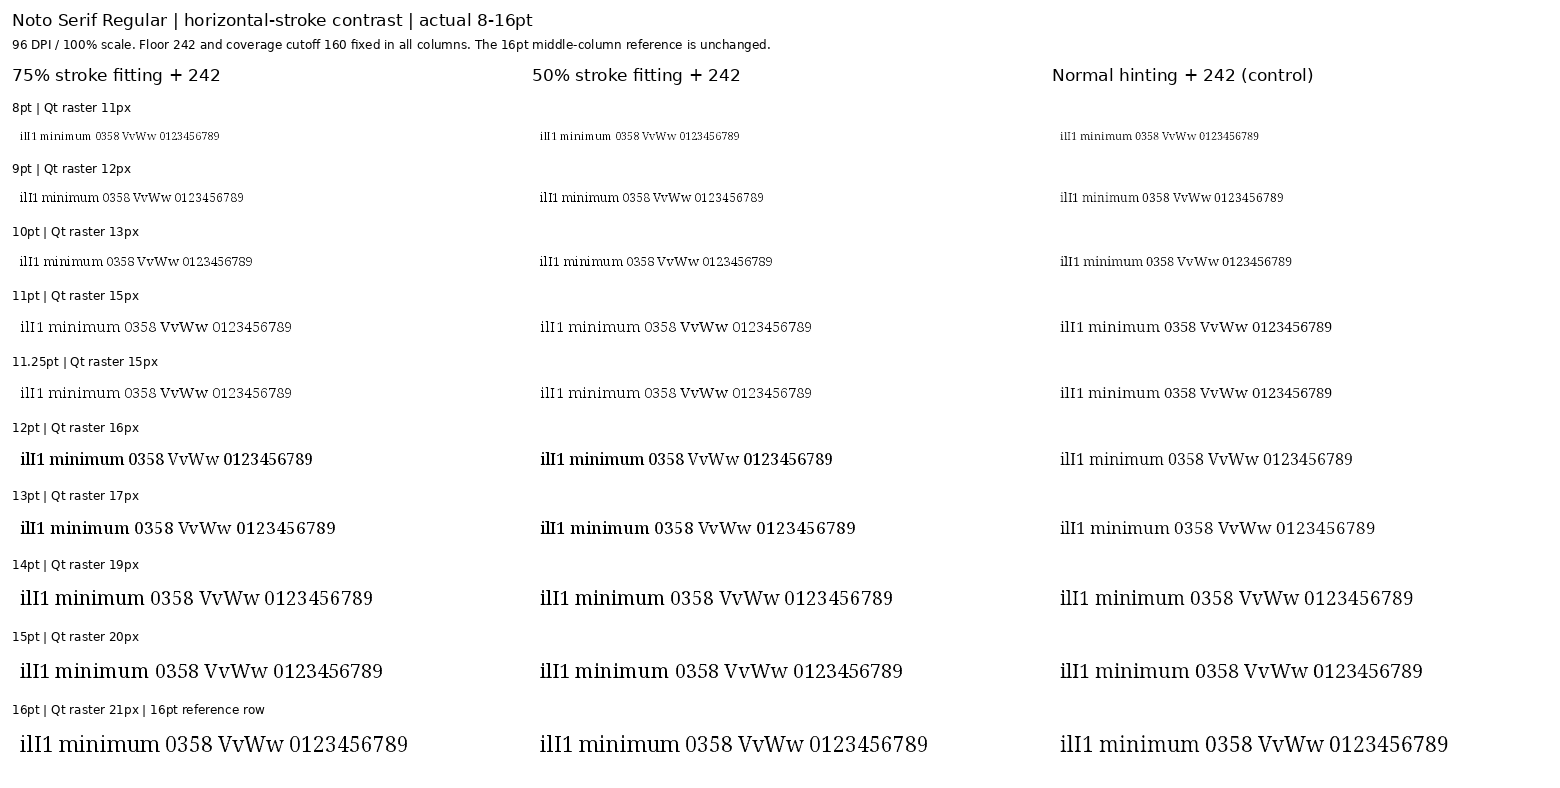 Noto Serif Regular | horizontal-stroke contrast | actual 8-16pt
96 DPI / 100% scale. Floor 242 and coverage cutoff 160 fixed in all columns. The 16pt middle-column reference is unchanged.
75% stroke fitting + 242 50% stroke fitting + 242 Normal hinting + 242 (control)
8pt | Qt raster 11px
ilI1 minimum 0358 VvWw 0123456789 ilI1 minimum 0358 VvWw 0123456789 ilI1 minimum 0358 VvWw 0123456789
9pt | Qt raster 12px
ilI1 minimum 0358 VvWw 0123456789 ilI1 minimum 0358 VvWw 0123456789 ilI1 minimum 0358 VvWw 0123456789
10pt | Qt raster 13px
ilI1 minimum 0358 VvWw 0123456789 ilI1 minimum 0358 VvWw 0123456789 ilI1 minimum 0358 VvWw 0123456789
11pt | Qt raster 15px
ilI1 minimum 0358 VvWw 0123456789 ilI1 minimum 0358 VvWw 0123456789 ilI1 minimum 0358 VvWw 0123456789
11.25pt | Qt raster 15px
ilI1 minimum 0358 VvWw 0123456789 ilI1 minimum 0358 VvWw 0123456789 ilI1 minimum 0358 VvWw 0123456789
12pt | Qt raster 16px
ilI1 minimum 0358 VvWw 0123456789 ilI1 minimum 0358 VvWw 0123456789 ilI1 minimum 0358 VvWw 0123456789
13pt | Qt raster 17px
ilI1 minimum 0358 VvWw 0123456789 ilI1 minimum 0358 VvWw 0123456789 ilI1 minimum 0358 VvWw 0123456789
14pt | Qt raster 19px
ilI1 minimum 0358 VvWw 0123456789 ilI1 minimum 0358 VvWw 0123456789 ilI1 minimum 0358 VvWw 0123456789
15pt | Qt raster 20px
ilI1 minimum 0358 VvWw 0123456789 ilI1 minimum 0358 VvWw 0123456789 ilI1 minimum 0358 VvWw 0123456789
16pt | Qt raster 21px | 16pt reference row
ilI1 minimum 0358 VvWw 0123456789 ilI1 minimum 0358 VvWw 0123456789 ilI1 minimum 0358 VvWw 0123456789